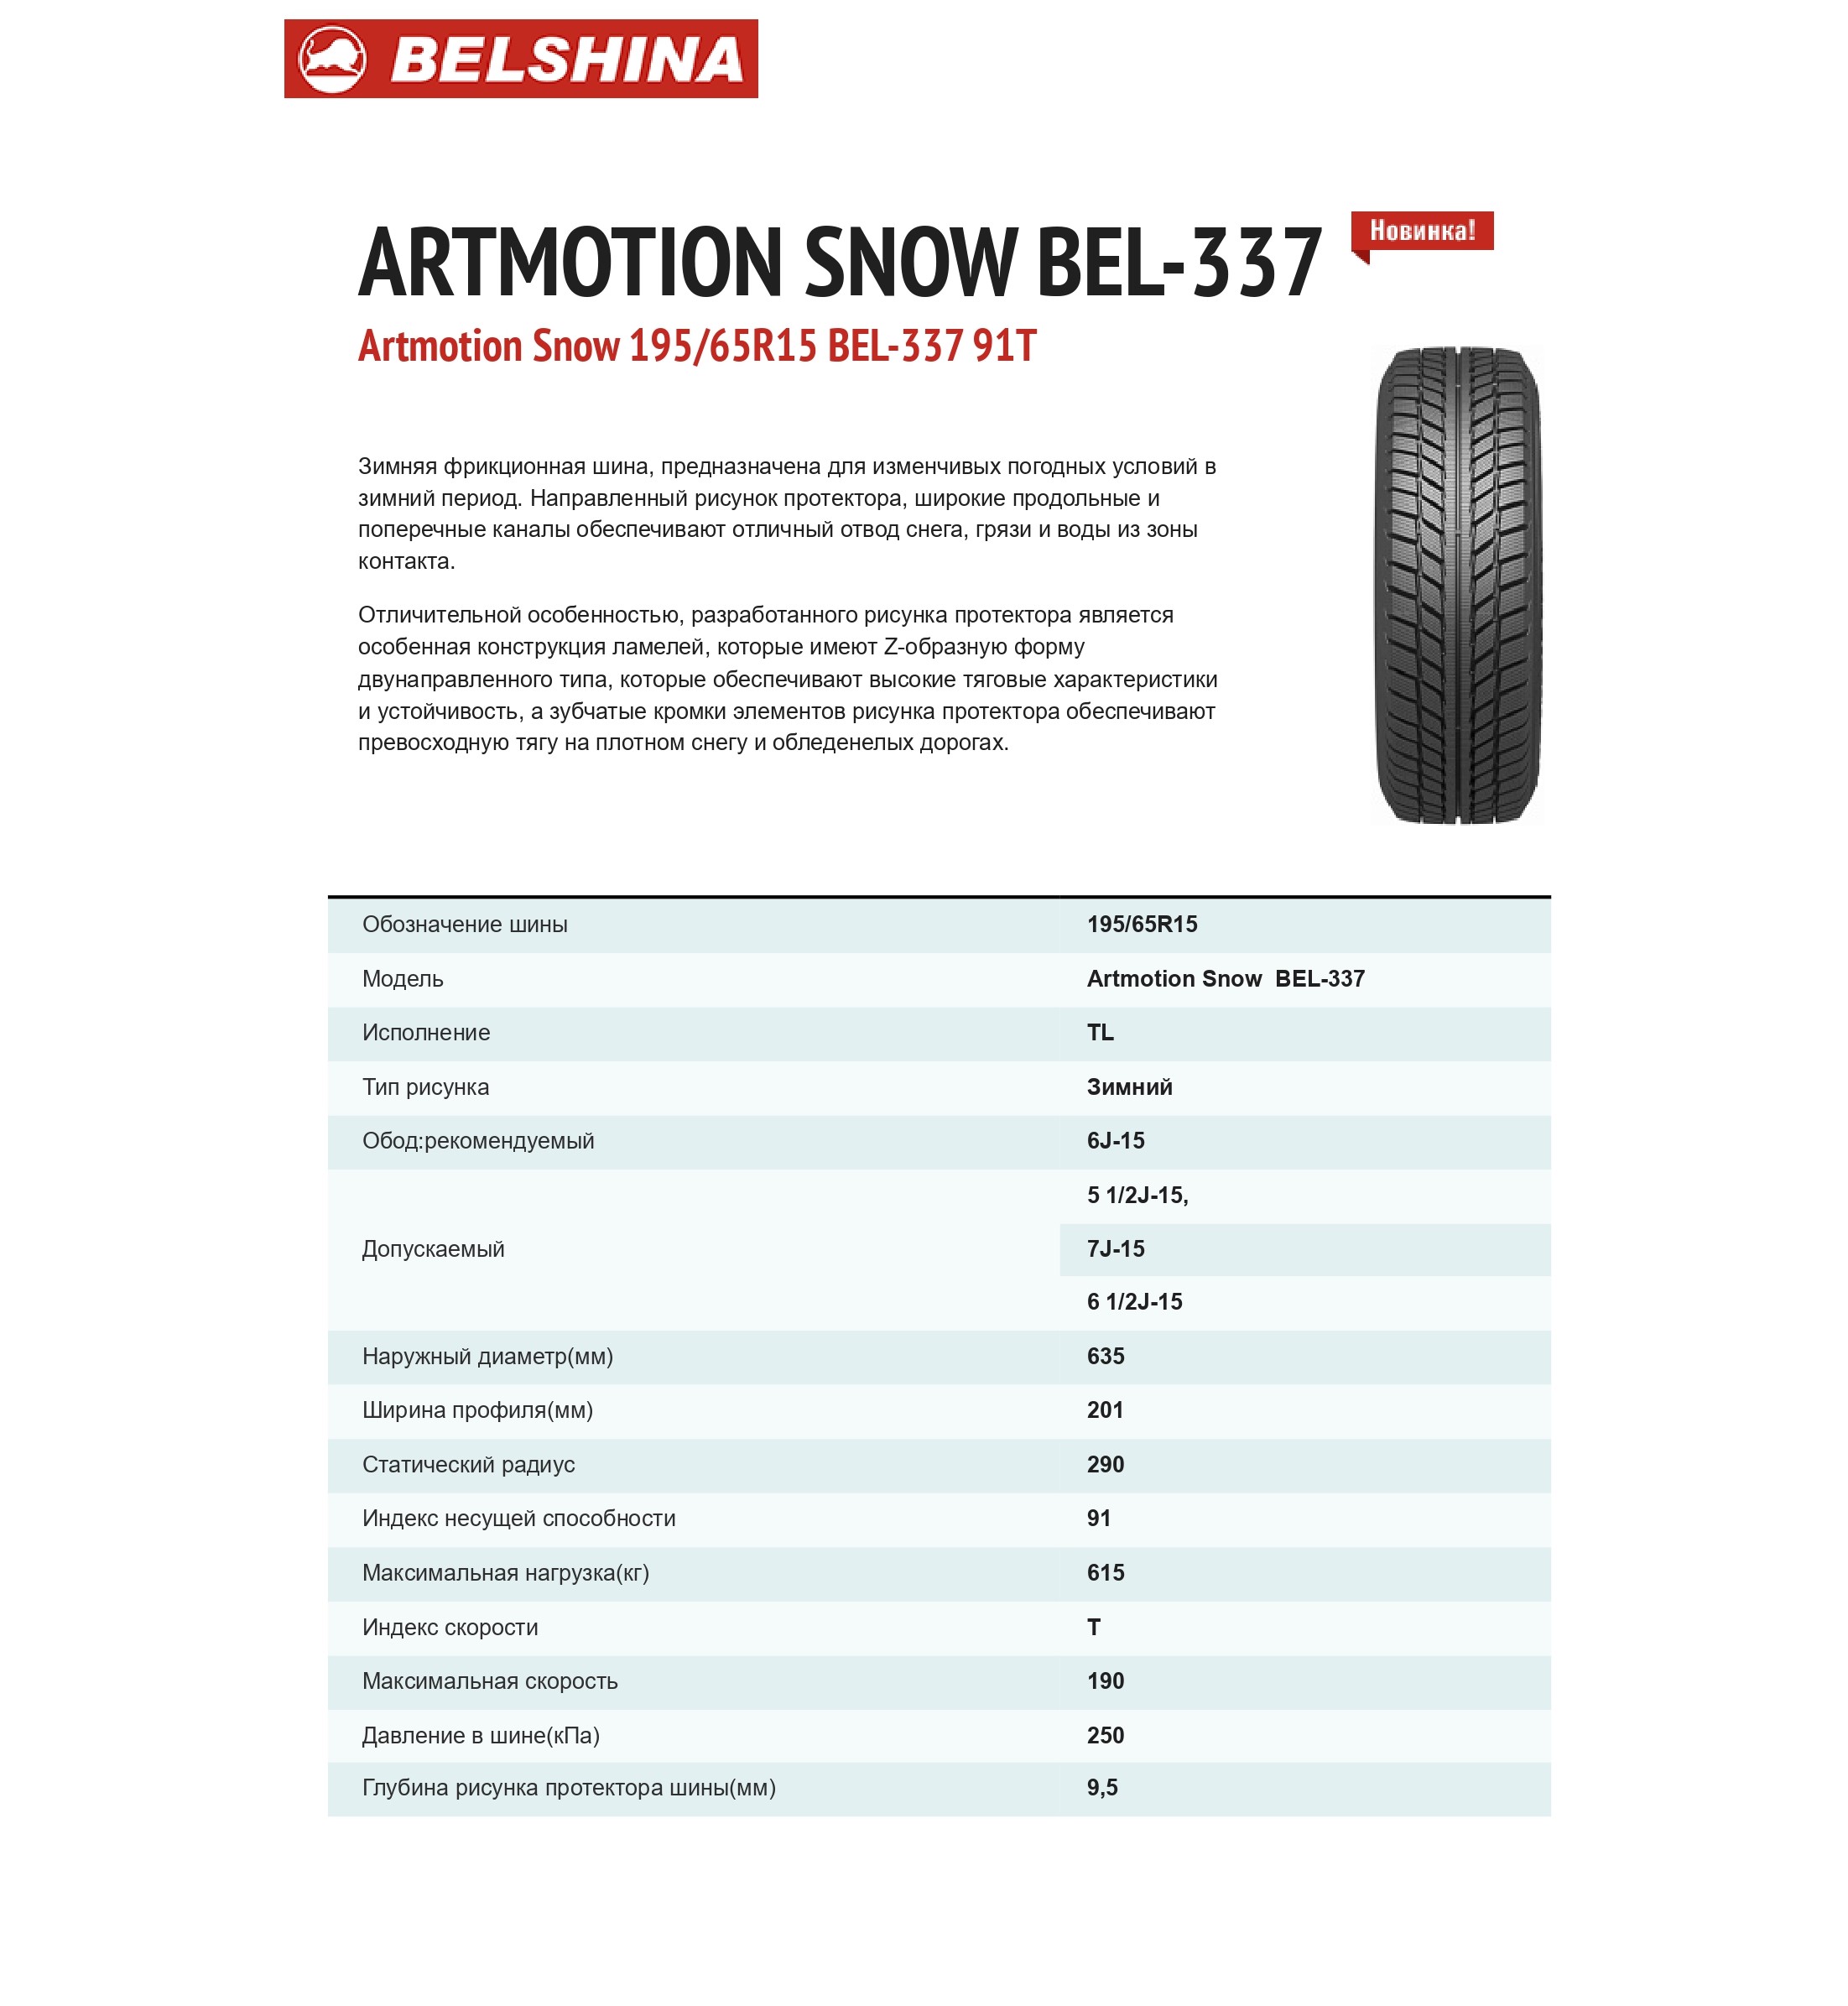 BELSHINA
ARTMOTION SNOW BEL-337
Новинка!
Artmotion Snow 195/65R15 BEL-337 91T
Зимняя фрикционная шина, предназначена для изменчивых погодных условий в
зимний период. Направленный рисунок протектора, широкие продольные и
поперечные каналы обеспечивают отличный отвод снега, грязи и воды из зоны
контакта.
Отличительной особенностью, разработанного рисунка протектора является
особенная конструкция ламелей, которые имеют Z-образную форму
двунаправленного типа, которые обеспечивают высокие тяговые характеристики
и устойчивость, а зубчатые кромки элементов рисунка протектора обеспечивают
превосходную тягу на плотном снегу и обледенелых дорогах.
Обозначение шины 195/65R15
Модель Artmotion Snow  BEL-337
Исполнение TL
Тип рисунка Зимний
Обод:рекомендуемый 6J-15
5 1/2J-15,
Допускаемый 7J-15
6 1/2J-15
Наружный диаметр(мм) 635
Ширина профиля(мм) 201
Статический радиус 290
Индекс несущей способности 91
Максимальная нагрузка(кг) 615
Индекс скорости T
Максимальная скорость 190
Давление в шине(кПа) 250
Глубина рисунка протектора шины(мм) 9,5